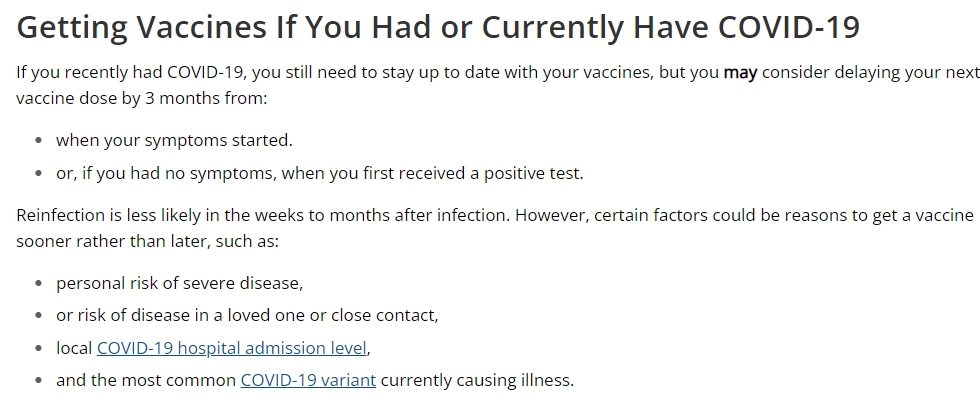 Getting Vaccines If You Had or Currently Have COVID-19
If you recently had COVID-19, you still need to stay up to date with your vaccines, but you may consider delaying your next
vaccine dose by 3 months from:
• when your symptoms started.
• or, if you had no symptoms, when you first received a positive test.
Reinfection is less likely in the weeks to months after infection. However, certain factors could be reasons to get a vaccine
sooner rather than later, such as:
• personal risk of severe disease,
• or risk of disease in a loved one or close contact,
• local COVID-19 hospital admission level,
• and the most common COVID-19 variant currently causing illness.